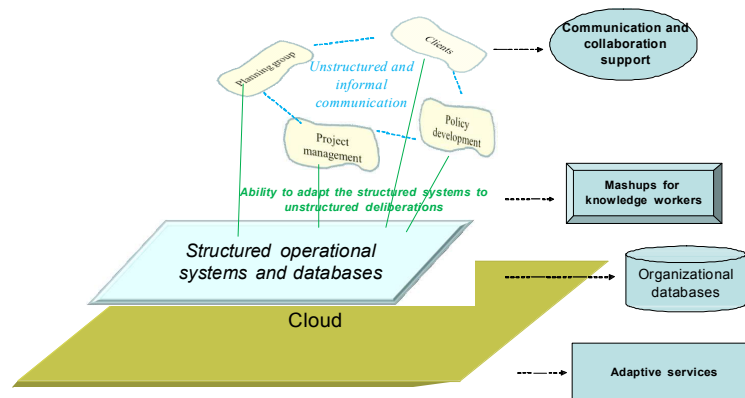 Planning group
Clients
Communication and
collaboration
support
Unstructured and
informal
communication
Policy
development
Project
management
Ability to adapt the structured systems to
unstructured deliberations
Mashups for
knowledge workers
Structured operational
systems and databases
Organizational
databases
Cloud
Adaptive services